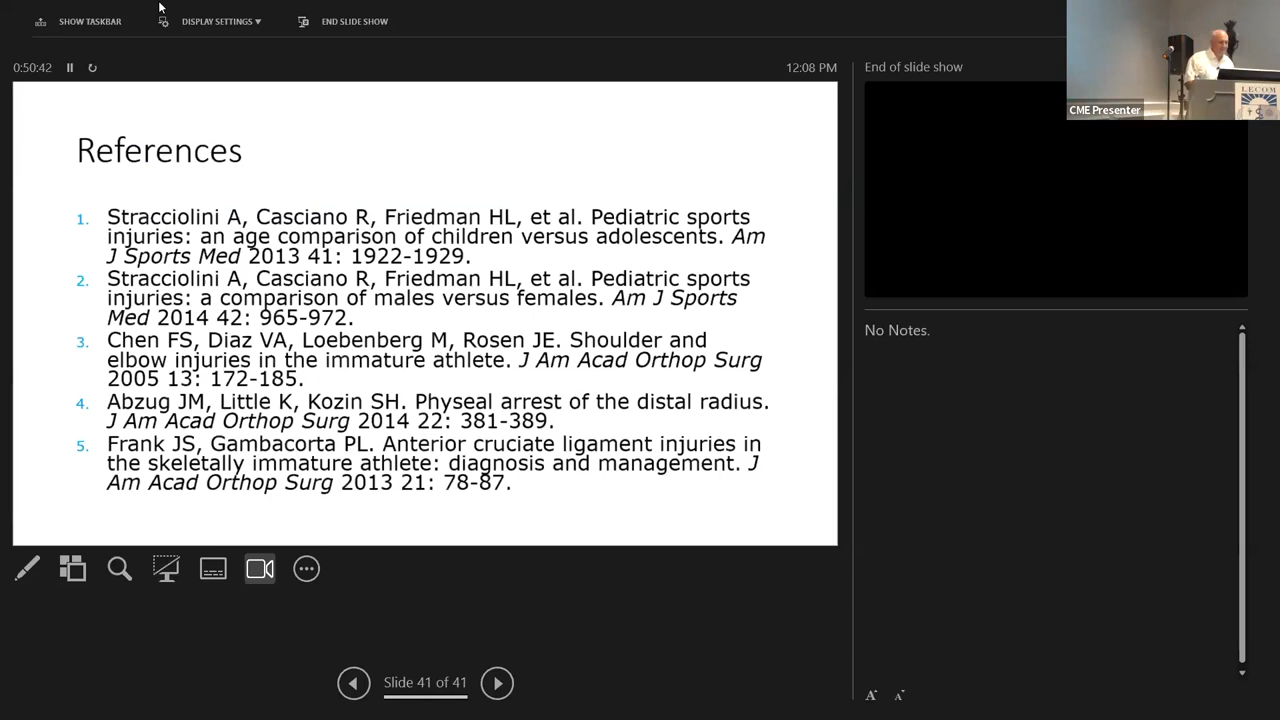 SHOW TASKBAR
DISPLAY SETTINGS
END SLIDE SHOW
0:50:42
12:08 PM
End of slide show
LECOM
CME Presenter
References
1. Stracciolini A, Casciano R, Friedman HL, et al. Pediatric sports
injuries: an age comparison of children versus adolescents. Am
J Sports Med 2013 41: 1922-1929.
2. Stracciolini A, Casciano R, Friedman HL, et al. Pediatric sports
injuries: a comparison of males versus females. Am J Sports
Med 2014 42: 965-972.
3. Chen FS, Diaz VA, Loebenberg M, Rosen JE. Shoulder and
elbow injuries in the immature athlete. J Am Acad Orthop Surg
2005 13: 172-185.
4. Abzug JM, Little K, Kozin SH. Physeal arrest of the distal radius.
J Am Acad Orthop Surg 2014 22: 381-389.
5. Frank JS, Gambacorta PL. Anterior cruciate ligament injuries in
the skeletally immature athlete: diagnosis and management. J
Am Acad Orthop Surg 2013 21: 78-87.
No Notes.
Slide 41 of 41
A A